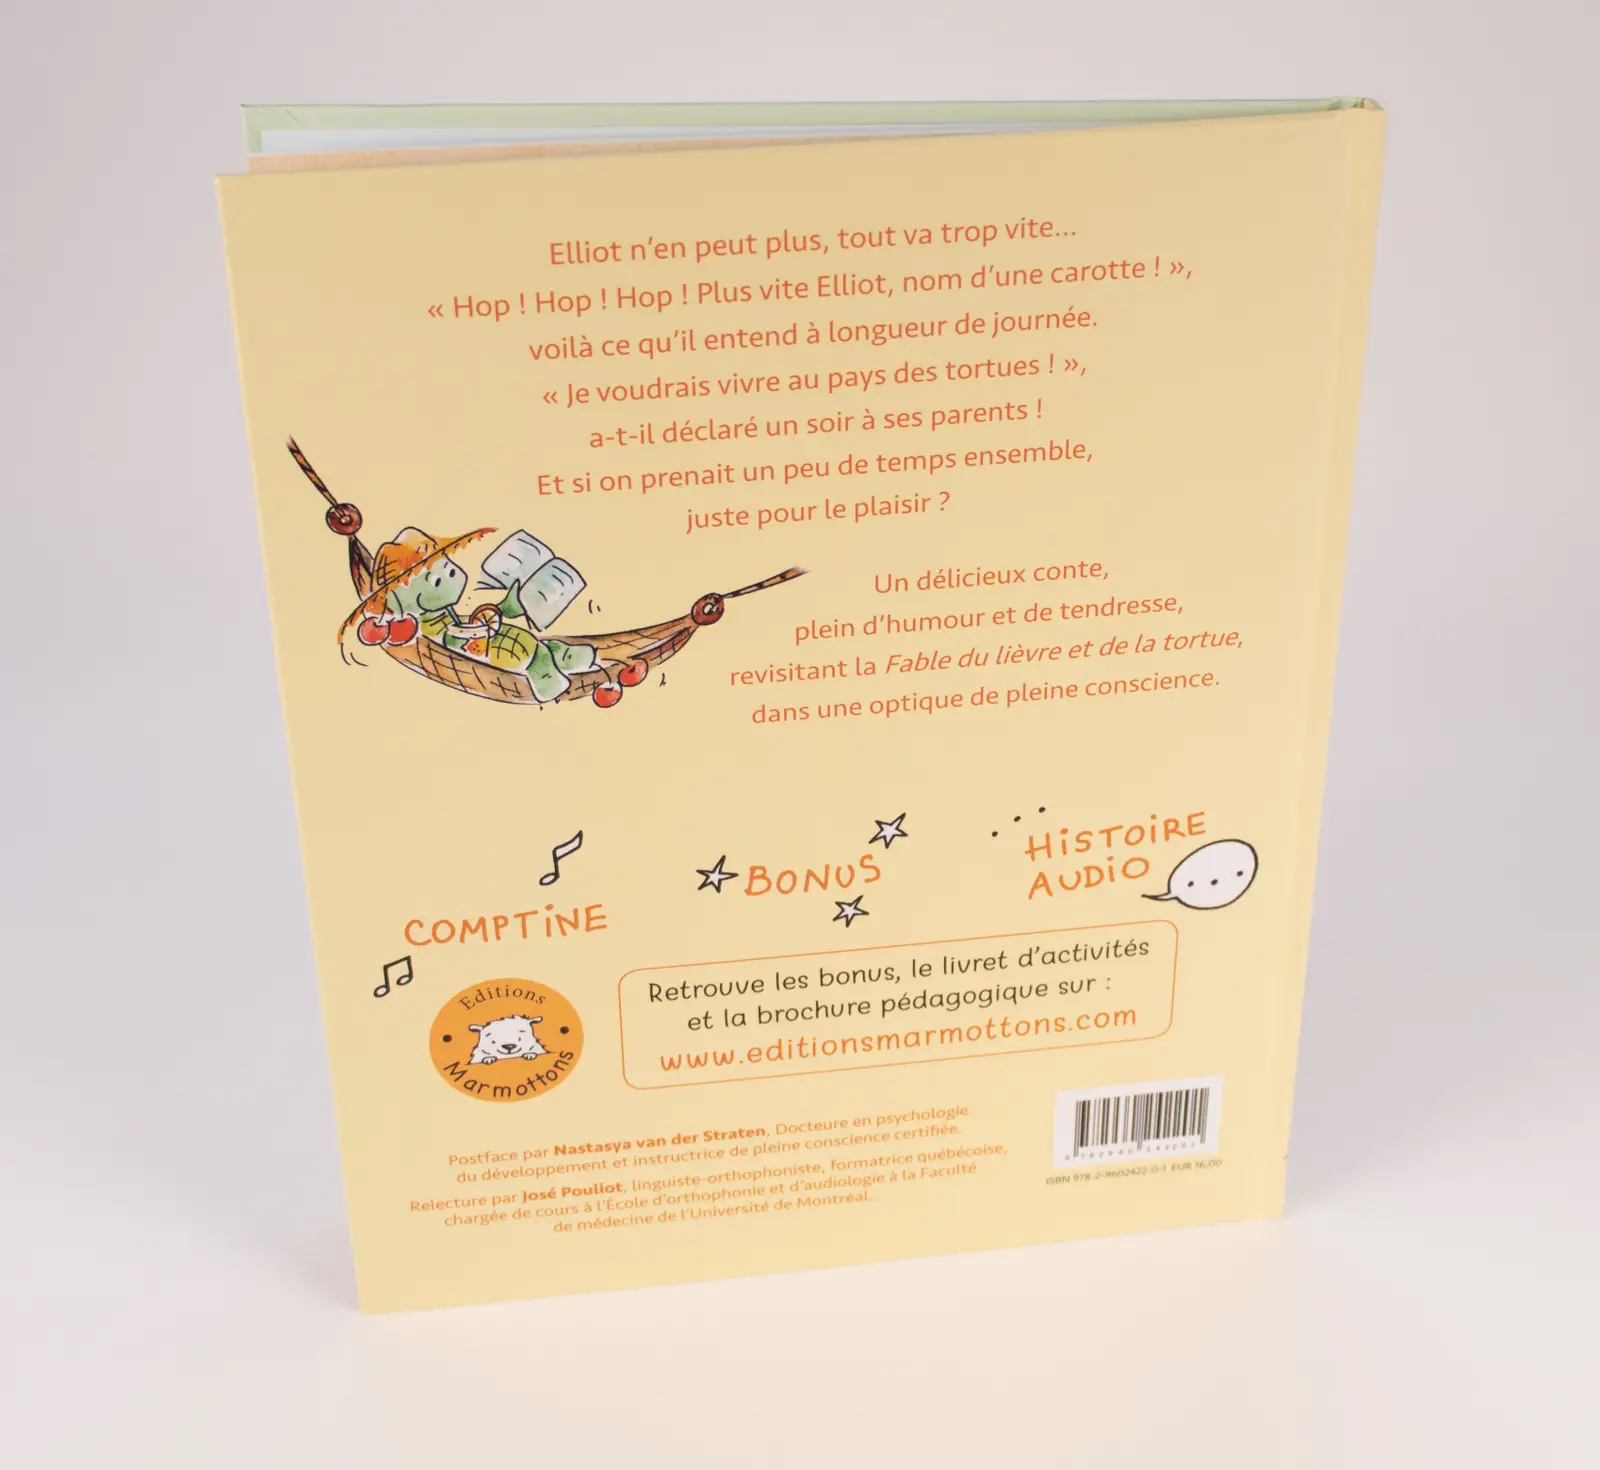 Elliot n'en peut plus, tout va trop vite...
« Hop ! Hop ! Hop ! Plus vite Elliot, nom d'une carotte ! »,
voilà ce qu'il entend à longueur de journée.
« Je voudrais vivre au pays des tortues ! »,
a-t-il déclaré un soir à ses parents !
Et si on prenait un peu de temps ensemble,
juste pour le plaisir ?
Un délicieux conte,
plein d'humour et de tendresse,
revisitant la Fable du lièvre et de la tortue,
dans une optique de pleine conscience.
COMPTINE
BONUS
HISTOIRE
AUDIO
Editions
Marmottons
Retrouve les bonus, le livret d'activités
et la brochure pédagogique sur :
www.editionsmarmottons.com
Postface par Nastasya van der Straten, Docteure en psychologie
du développement et instructrice de pleine conscience certifiée.
Relecture par José Pouliot, linguiste-orthophoniste, formatrice québécoise,
chargée de cours à l'École d'orthophonie et d'audiologie à la Faculté
de médecine de l'Université de Montréal.
ISBN 978-2-9602422-0-1 EUR 16,00